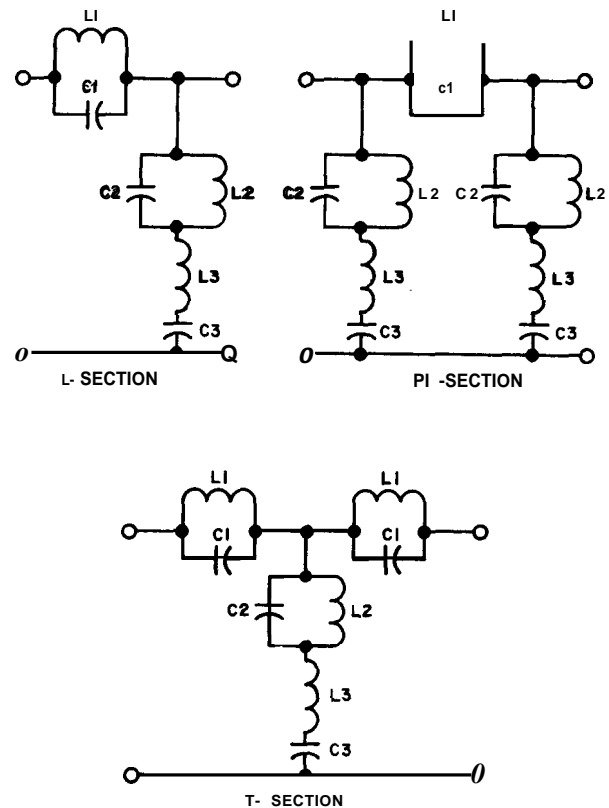 L1
C1
C2 L2
L3
C3
L- SECTION
L1
c1
C2 L2 C2 L2
L3 L3
C3 C3
PI -SECTION
L1 L1
C1 C1
C2 L2
L3
C3
T- SECTION